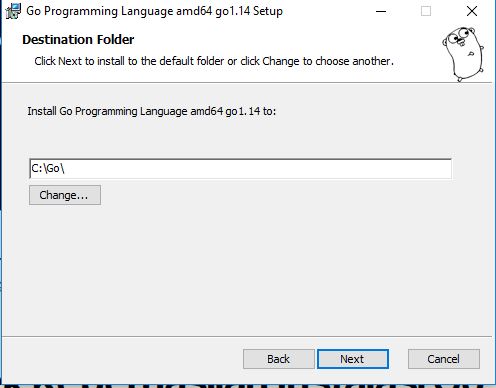 Go Programming Language amd64 go1.14 Setup
Destination Folder
Click Next to install to the default folder or click Change to choose another.
Install Go Programming Language amd64 go1.14 to:
C:\Go\
Change...
Back Next Cancel